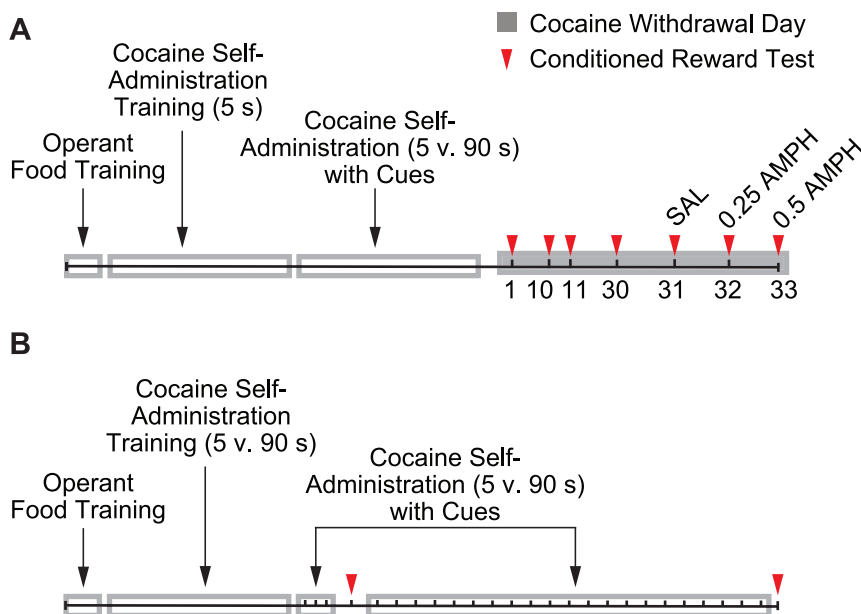 A
Cocaine Withdrawal Day
Conditioned Reward Test
Cocaine Self-
Administration
Training (5 s)
Operant
Food Training
Cocaine Self-
Administration (5 v. 90 s)
with Cues
SAL
0.25 AMPH
0.5 AMPH
1 10 11 30 31 32 33
B
Cocaine Self-
Administration
Training (5 v. 90 s)
Operant
Food Training
Cocaine Self-
Administration (5 v. 90 s)
with Cues